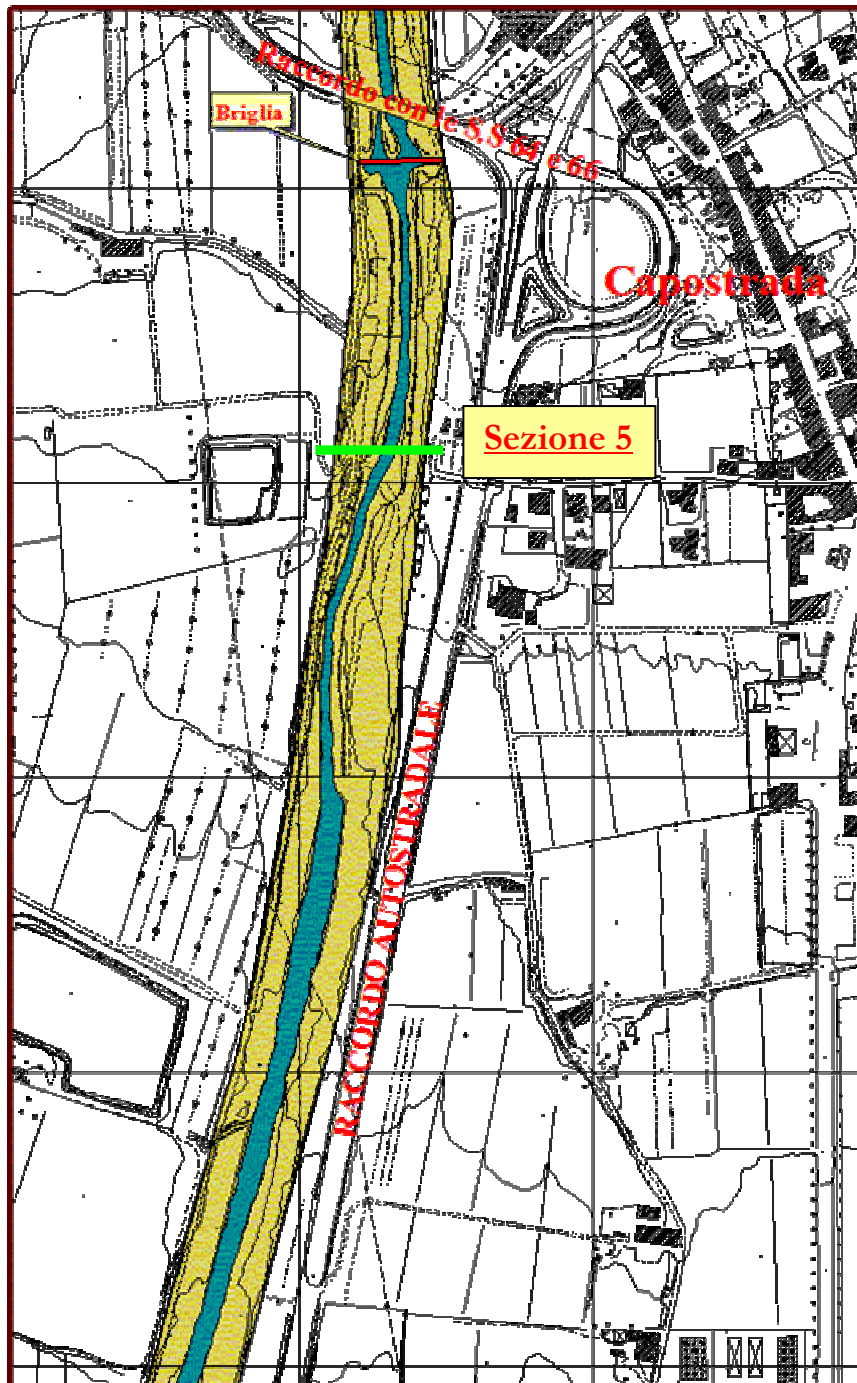 Raccordo con le S.S 64 e 66
Briglia
Capostrada
Sezione 5
RACCORDO AUTOSTRADALE